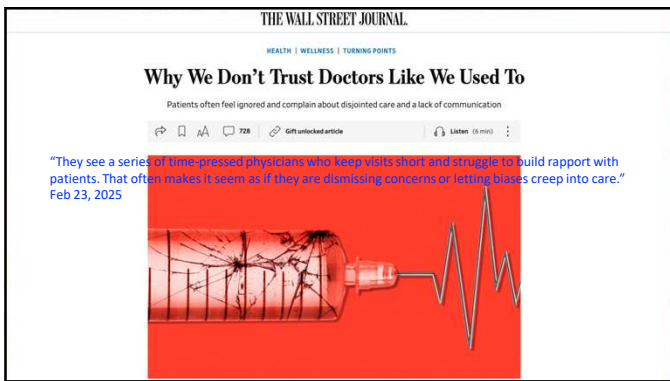 THE WALL STREET JOURNAL.
HEALTH | WELLNESS | TURNING POINTS
Why We Don't Trust Doctors Like We Used To
Patients often feel ignored and complain about disjointed care and a lack of communication
AA 728 Gift unlocked article Listen (6 min)
“They see a series of time-pressed physicians who keep visits short and struggle to build rapport with
patients. That often makes it seem as if they are dismissing concerns or letting biases creep into care.”
Feb 23, 2025